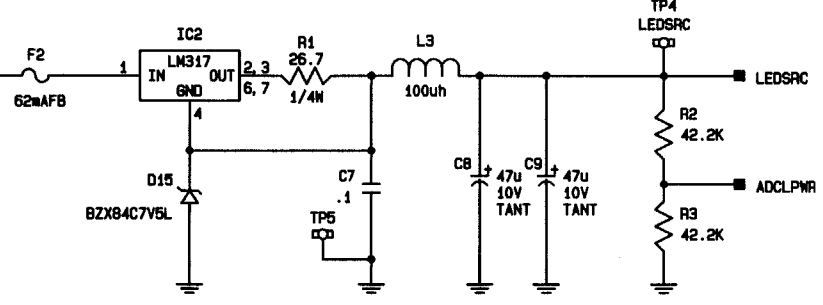 TP4
LEDSRC
IC2
F2
LM317
R1
26.7
L3
1
IN
OUT
2, 3
GND
6, 7
1/4W
100uh
LEDSRC
62mAFB
4
R2
42.2K
D15
C7
.1
C8
47u
10V
TANT
C9
47u
10V
TANT
ADCLPWR
BZX84C7V5L
TP5
R3
42.2K